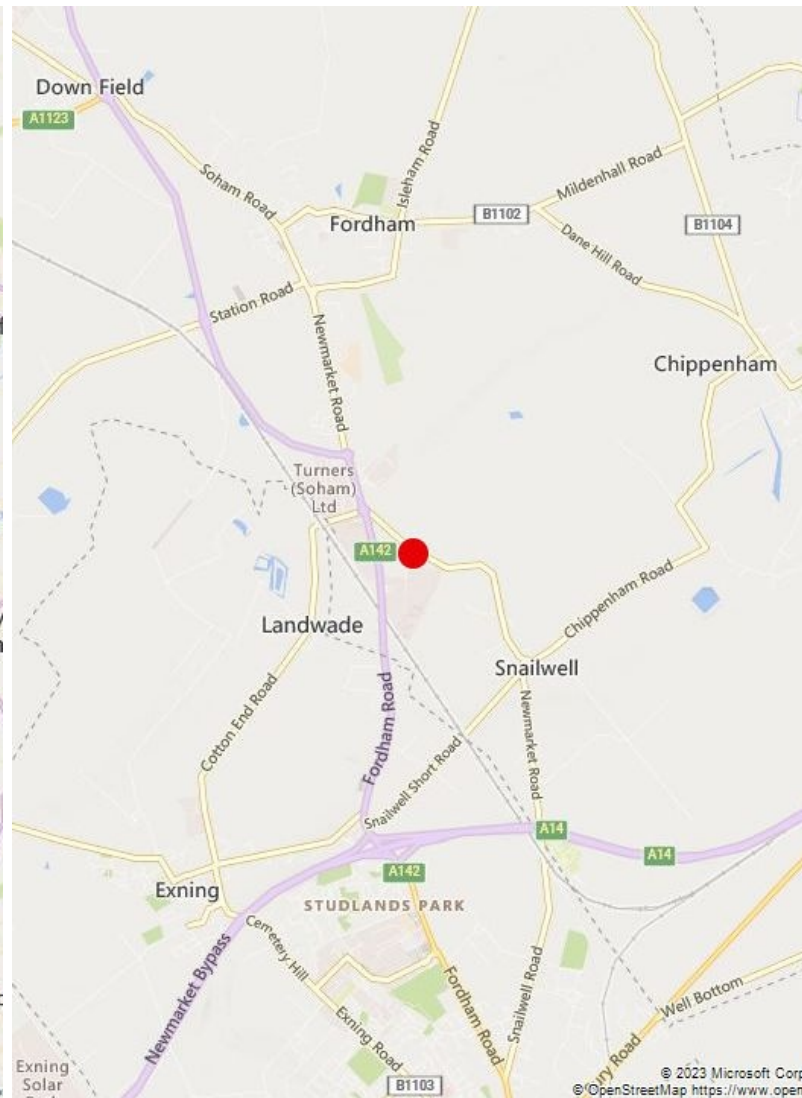 Down Field
A1123
Soham Road
Isleham Road
Mildenhall Road
Fordham
B1102
B1104
Dane Hill Road
Station Road
Newmarket Road
Chippenham
Turners
(Soham)
Ltd
A142
Chippenham Road
Landwade
Snailwell
Cotton End Road
Fordham Road
Newmarket Road
Snailwell Short Road
A14
A14
A142
Exning
STUDLANDS PARK
Cemetery Hill
Newmarket Bypass
Fordham Road
Snailwell Road
Well Bottom
Exning Road
Exning
Solar
B1103
© 2023 Microsoft Corp
© OpenStreetMap https://www.open